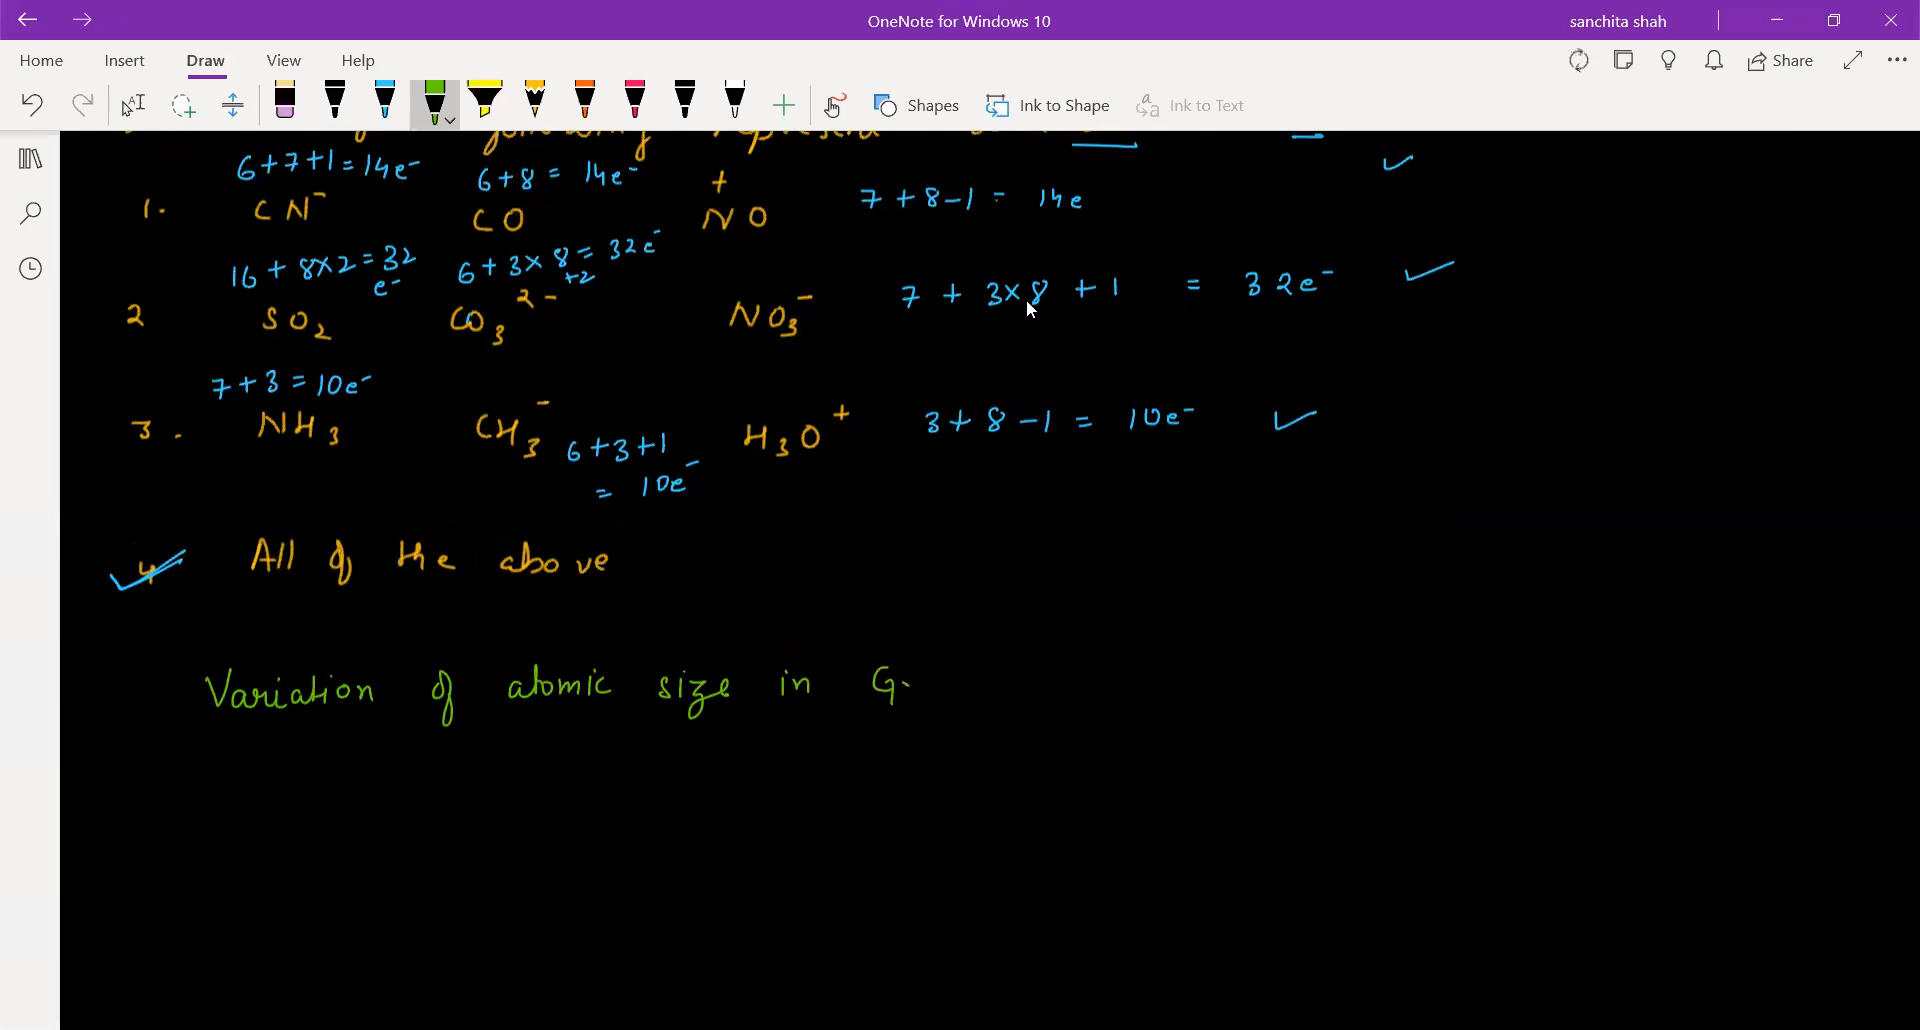 OneNote for Windows 10
sanchita shah
Home Insert Draw View Help
Share
Shapes Ink to Shape Ink to Text
following represent
6+7+1=14e⁻ 6+8 = 14e⁻
1. CN⁻ CO N⁺O 7+8-1 = 14e
16+8×2=32 e⁻ 6+3×8+2=32e⁻
2 SO₂ CO₃²⁻ NO₃⁻ 7 + 3×8 + 1 = 32e⁻
7+3=10e⁻
3. NH₃ CH₃⁻ 6+3+1 = 10e⁻ H₃O⁺ 3+8-1 = 10e⁻
4 All of the above
Variation of atomic size in G.